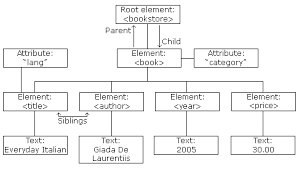 Root element:
<bookstore>
Parent
Child
Attribute:
"lang"
Element:
<book>
Attribute:
"category"
Element:
<title>
Element:
<author>
Element:
<year>
Element:
<price>
Siblings
Text:
Everyday Italian
Text:
Giada De
Laurentiis
Text:
2005
Text:
30.00